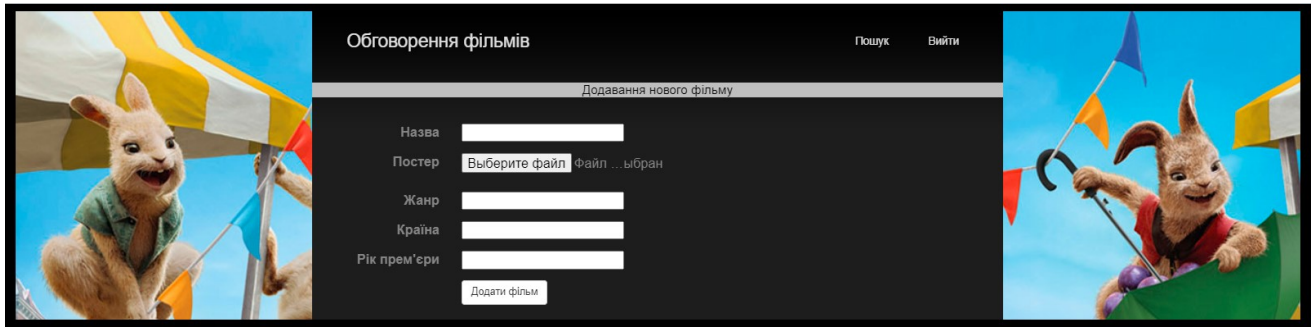 Обговорення фільмів
Пошук Вийти
Додавання нового фільму
Назва
Постер Выберите файл Файл ...ыбран
Жанр
Країна
Рік прем'єри
Додати фільм